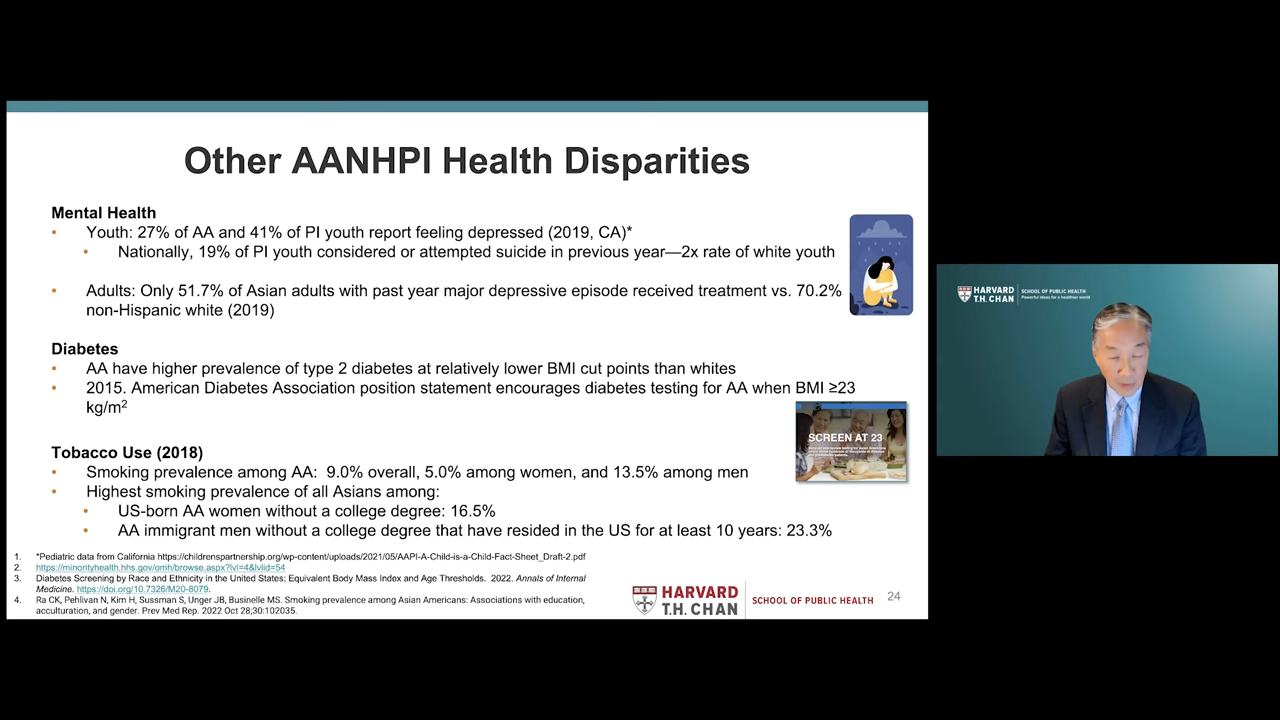 Other AANHPI Health Disparities
Mental Health
• Youth: 27% of AA and 41% of PI youth report feeling depressed (2019, CA)*
• Nationally, 19% of PI youth considered or attempted suicide in previous year—2x rate of white youth
• Adults: Only 51.7% of Asian adults with past year major depressive episode received treatment vs. 70.2%
non-Hispanic white (2019)
Diabetes
• AA have higher prevalence of type 2 diabetes at relatively lower BMI cut points than whites
• 2015. American Diabetes Association position statement encourages diabetes testing for AA when BMI ≥23
kg/m²
SCREEN AT 23
Tobacco Use (2018)
• Smoking prevalence among AA: 9.0% overall, 5.0% among women, and 13.5% among men
• Highest smoking prevalence of all Asians among:
• US-born AA women without a college degree: 16.5%
• AA immigrant men without a college degree that have resided in the US for at least 10 years: 23.3%
1. *Pediatric data from California https://childrenspartnership.org/wp-content/uploads/2021/05/AAPI-A-Child-is-a-Child-Fact-Sheet_Draft-2.pdf
2. https://minorityhealth.hhs.gov/omh/browse.aspx?lvl=4&lvlid=54
3. Diabetes Screening by Race and Ethnicity in the United States: Equivalent Body Mass Index and Age Thresholds. 2022. Annals of Internal
Medicine. https://doi.org/10.7326/M20-8079.
4. Ra CK, Pehlivan N, Kim H, Sussman S, Unger JB, Businelle MS. Smoking prevalence among Asian Americans: Associations with education,
acculturation, and gender. Prev Med Rep. 2022 Oct 28;30:102035.
HARVARD
T.H. CHAN
SCHOOL OF PUBLIC HEALTH
24
HARVARD
T.H. CHAN
SCHOOL OF PUBLIC HEALTH
Powerful ideas for a healthier world